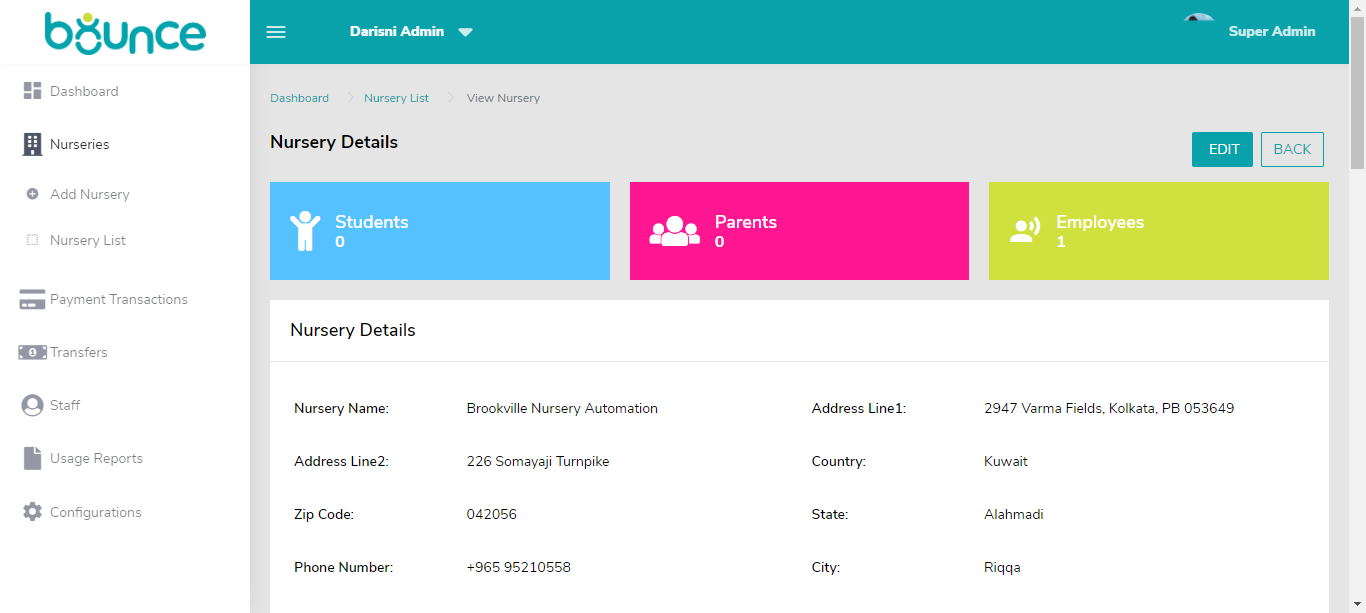 bounce
Darisni Admin
Super Admin
Dashboard
Nurseries
Add Nursery
Nursery List
Payment Transactions
Transfers
Staff
Usage Reports
Configurations
Dashboard > Nursery List > View Nursery
Nursery Details
EDIT BACK
Students
0
Parents
0
Employees
1
Nursery Details
Nursery Name: Brookville Nursery Automation Address Line1: 2947 Varma Fields, Kolkata, PB 053649
Address Line2: 226 Somayaji Turnpike Country: Kuwait
Zip Code: 042056 State: Alahmadi
Phone Number: +965 95210558 City: Riqqa